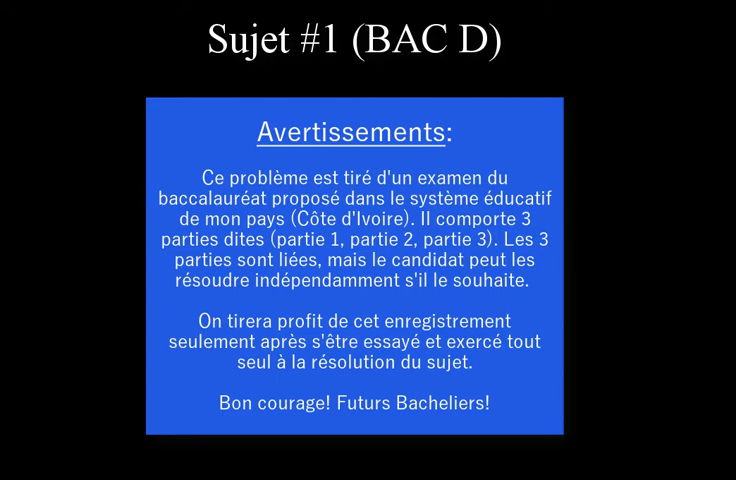 Sujet #1 (BAC D)
Avertissements:
Ce problème est tiré d'un examen du
baccalauréat proposé dans le système éducatif
de mon pays (Côte d'Ivoire). Il comporte 3
parties dites (partie 1, partie 2, partie 3). Les 3
parties sont liées, mais le candidat peut les
résoudre indépendamment s'il le souhaite.
On tirera profit de cet enregistrement
seulement après s'être essayé et exercé tout
seul à la résolution du sujet.
Bon courage! Futurs Bacheliers!